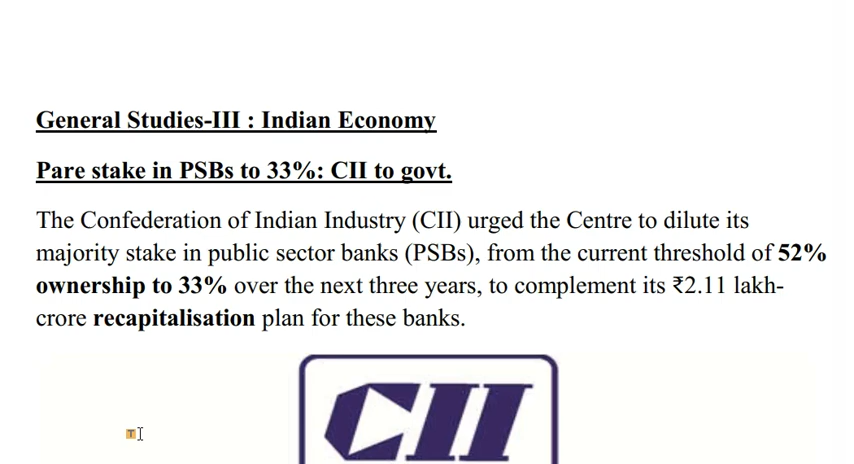 General Studies-III : Indian Economy
Pare stake in PSBs to 33%: CII to govt.
The Confederation of Indian Industry (CII) urged the Centre to dilute its
majority stake in public sector banks (PSBs), from the current threshold of 52%
ownership to 33% over the next three years, to complement its ₹2.11 lakh-
crore recapitalisation plan for these banks.
CII
T